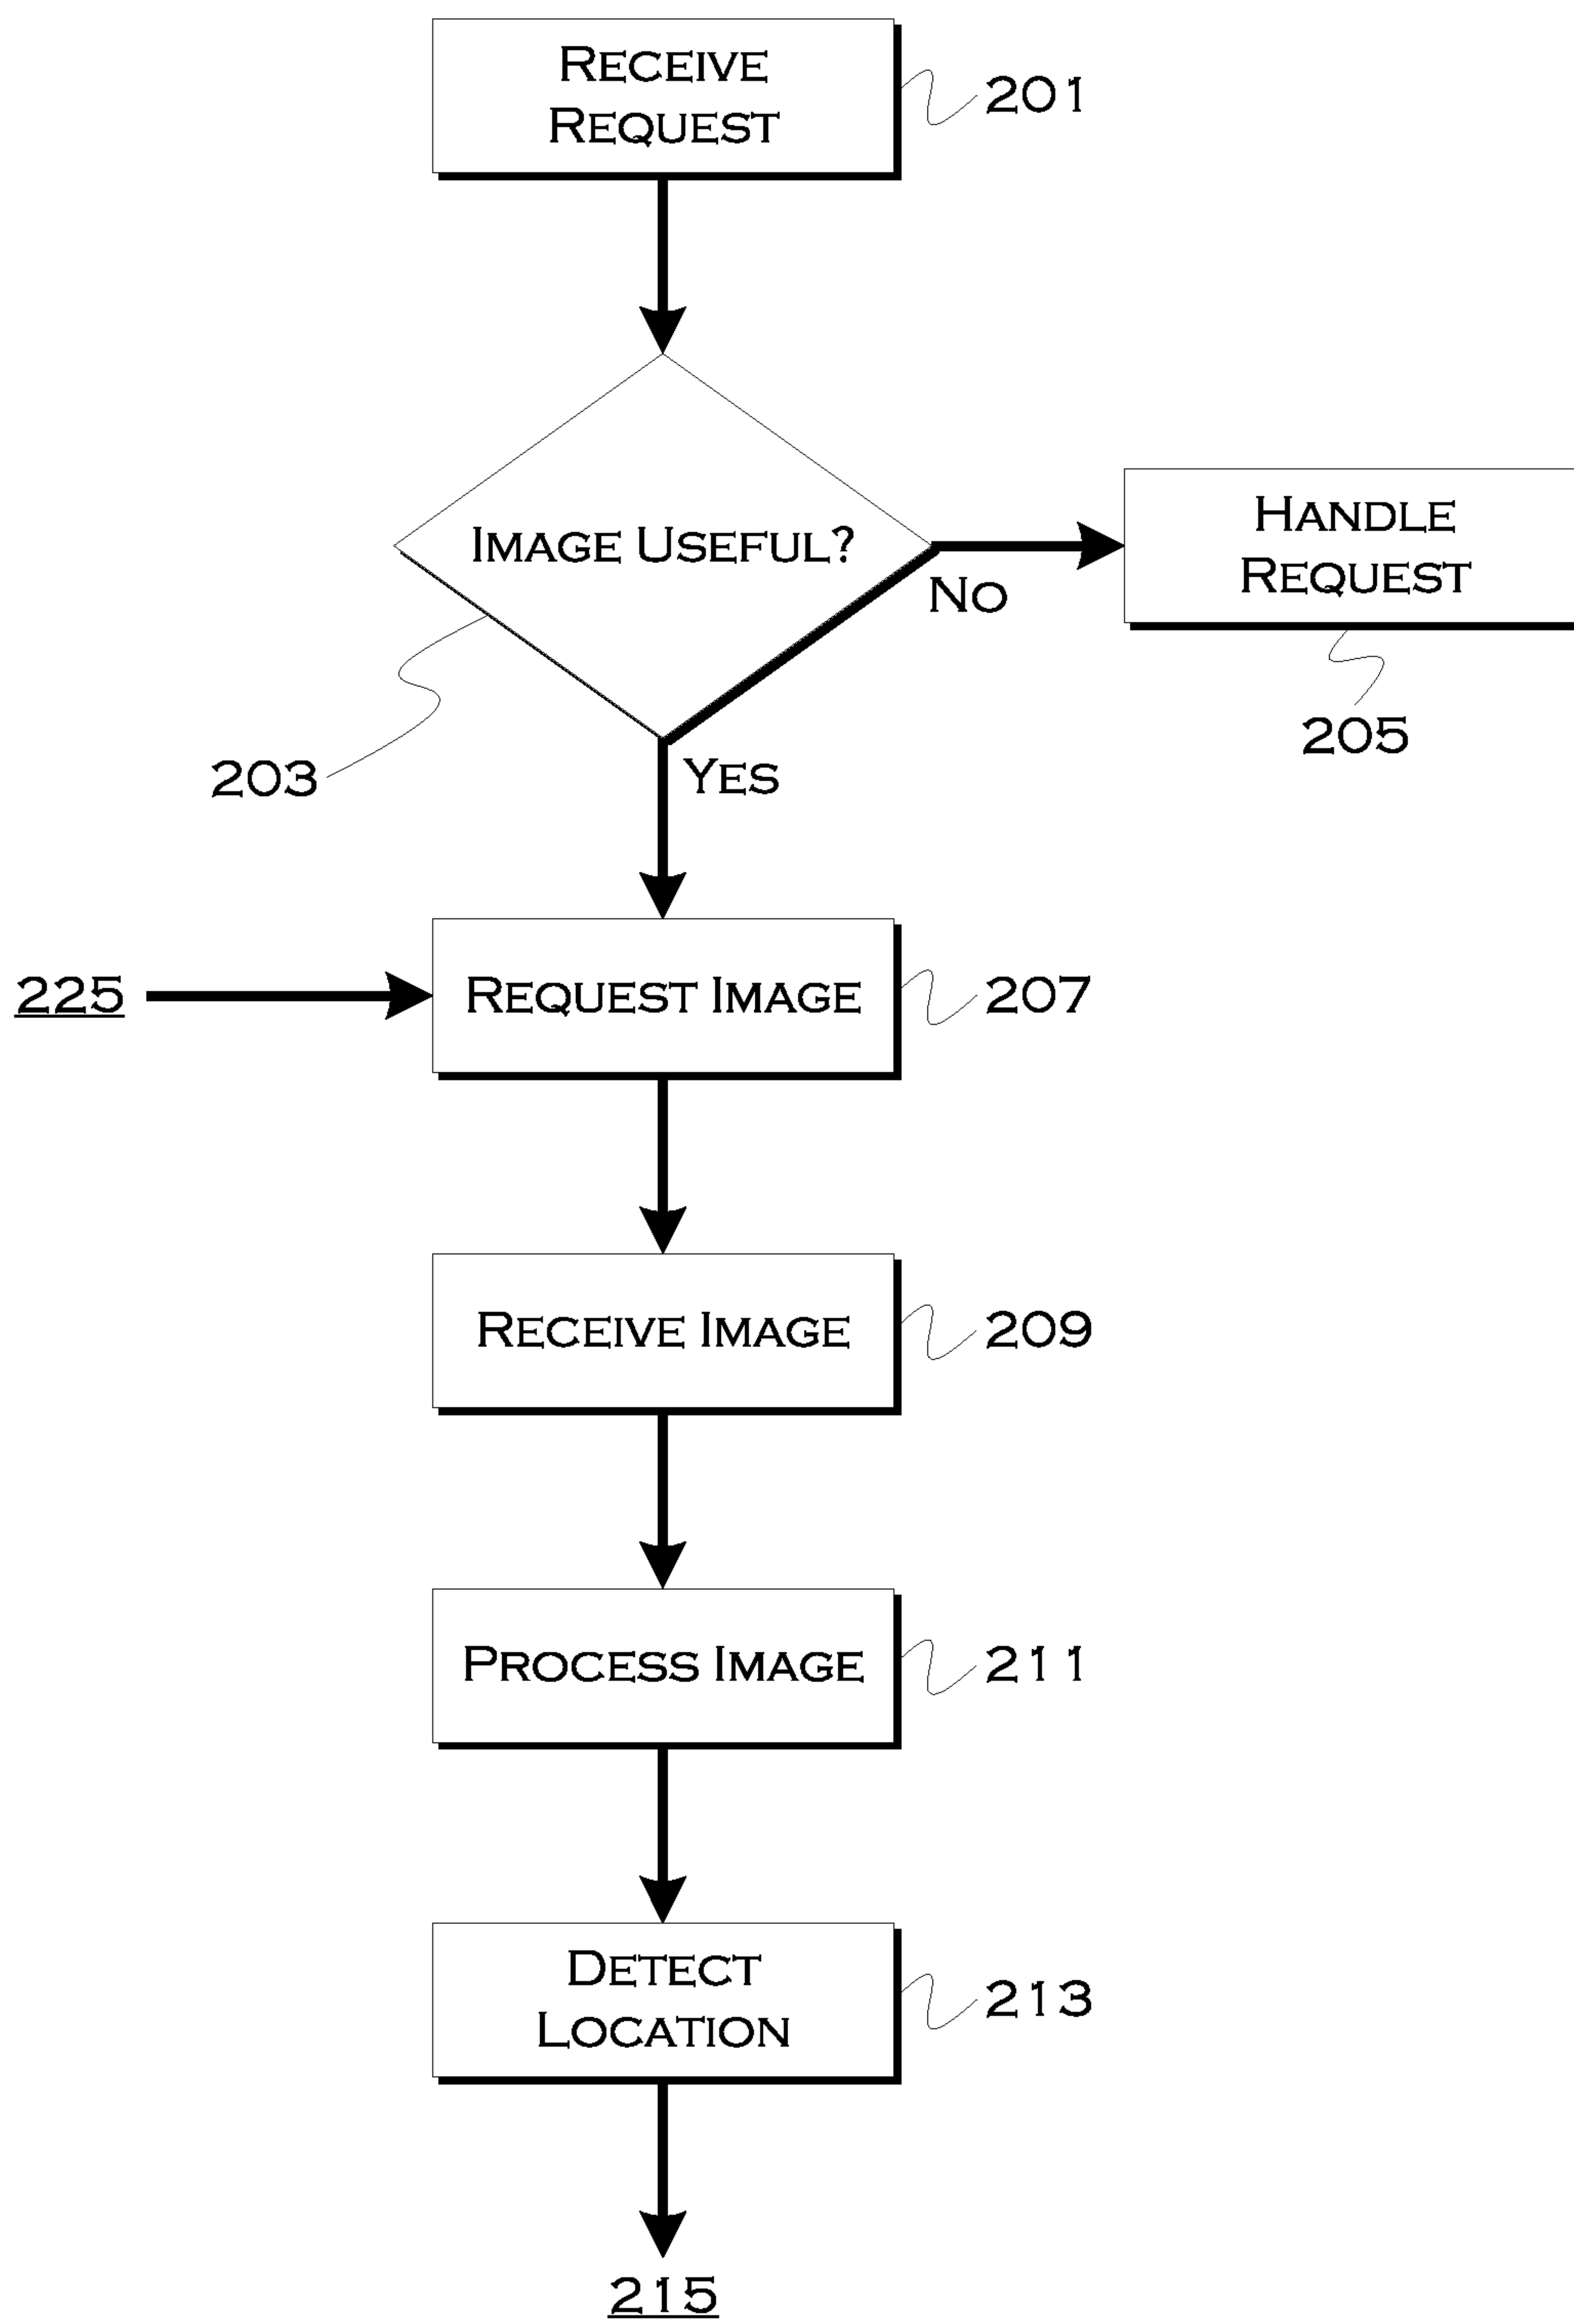 RECEIVE
REQUEST
201
IMAGE USEFUL?
HANDLE
REQUEST
NO
205
203
YES
225
REQUEST IMAGE
207
RECEIVE IMAGE
209
PROCESS IMAGE
211
DETECT
LOCATION
213
215